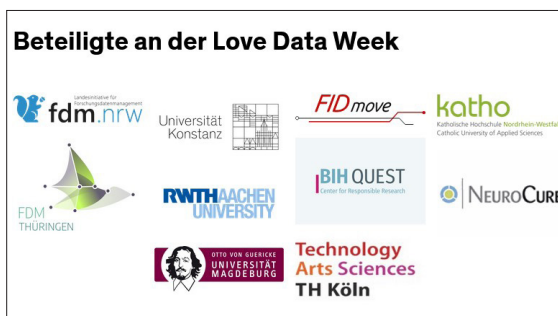 Beteiligte an der Love Data Week
Landesinitiative für
Forschungsdatenmanagement
fdm.nrw
Universität
Konstanz
FID move
katho
Katholische Hochschule Nordrhein-Westfal
Catholic University of Applied Sciences
FDM
THÜRINGEN
RWTHAACHEN
UNIVERSITY
BIH QUEST
Center for Responsible Research
NEUROCURE
OTTO VON GUERICKE
UNIVERSITÄT
MAGDEBURG
Technology
Arts Sciences
TH Köln